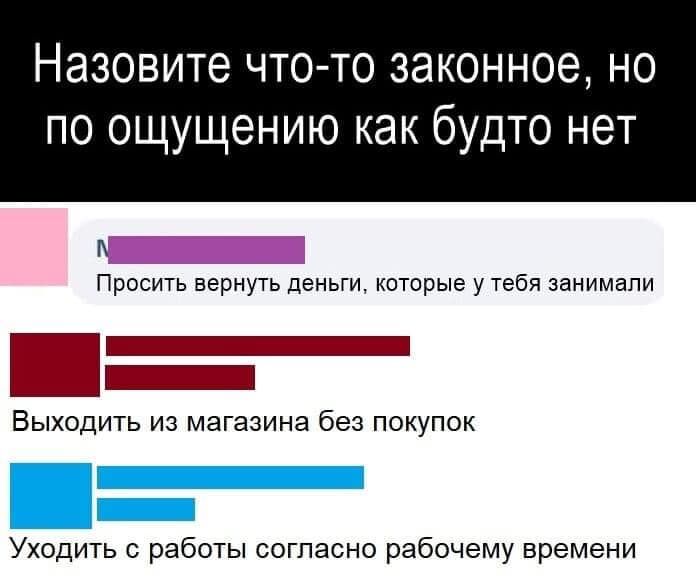 Назовите что-то законное, но
по ощущению как будто нет
Просить вернуть деньги, которые у тебя занимали
Выходить из магазина без покупок
Уходить с работы согласно рабочему времени